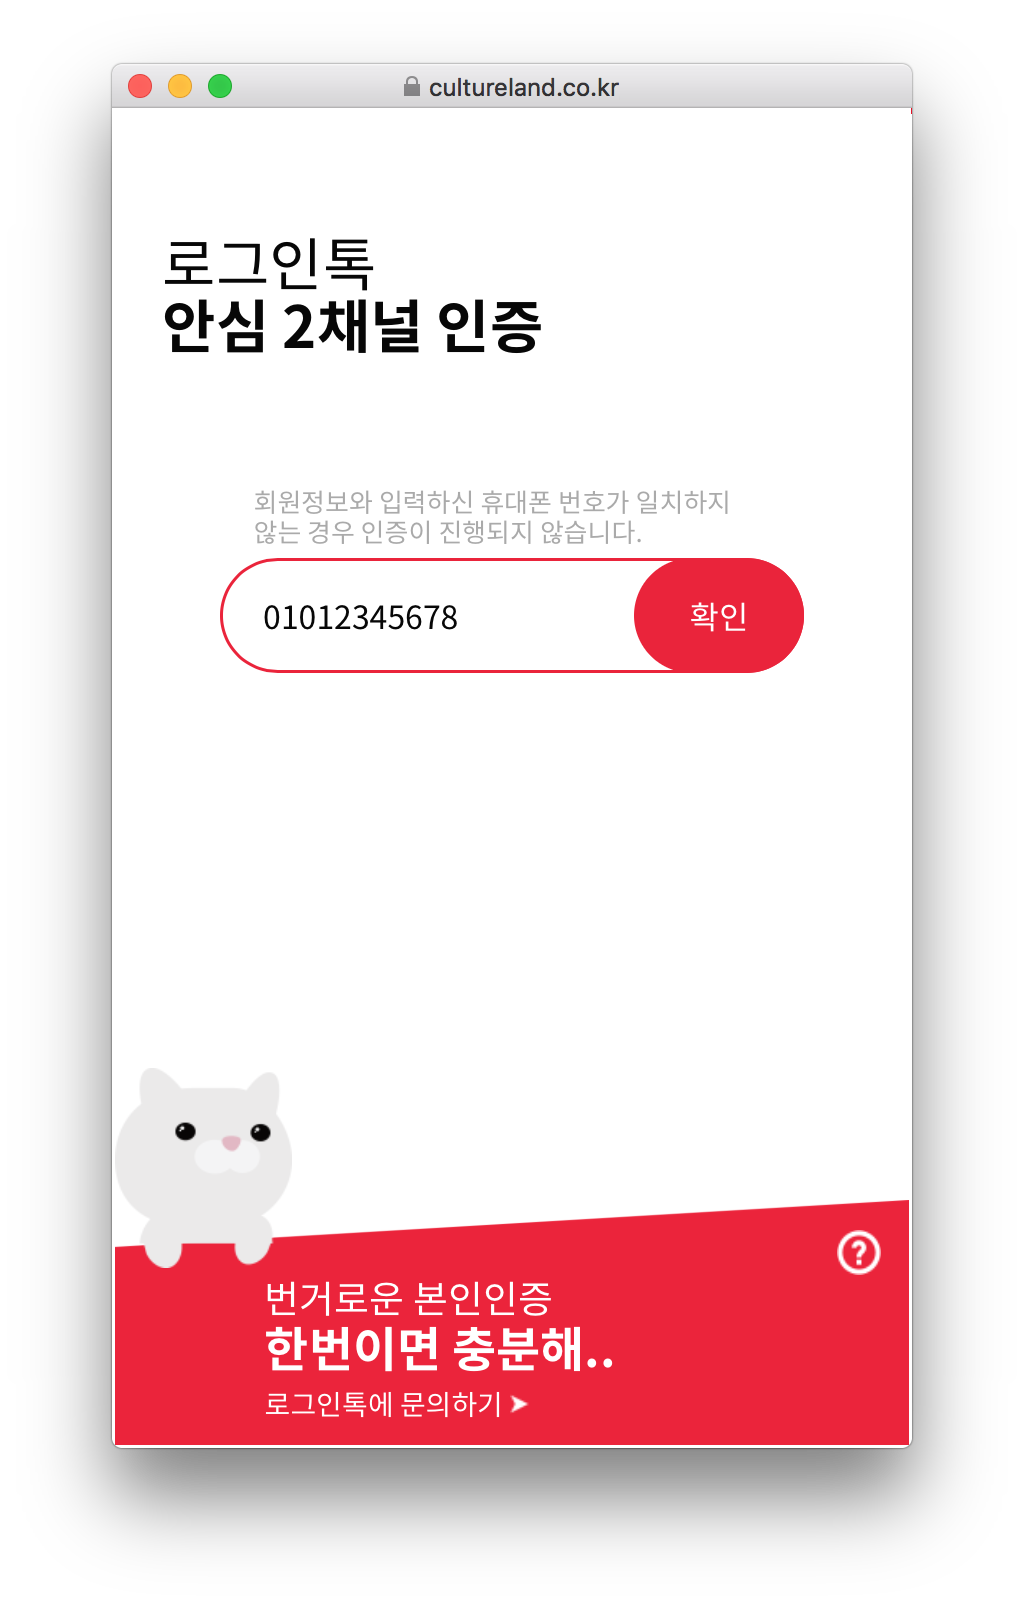 cultureland.co.kr
로그인톡
안심 2채널 인증
회원정보와 입력하신 휴대폰 번호가 일치하지
않는 경우 인증이 진행되지 않습니다.
01012345678 확인
?
번거로운 본인인증
한번이면 충분해..
로그인톡에 문의하기 ➤